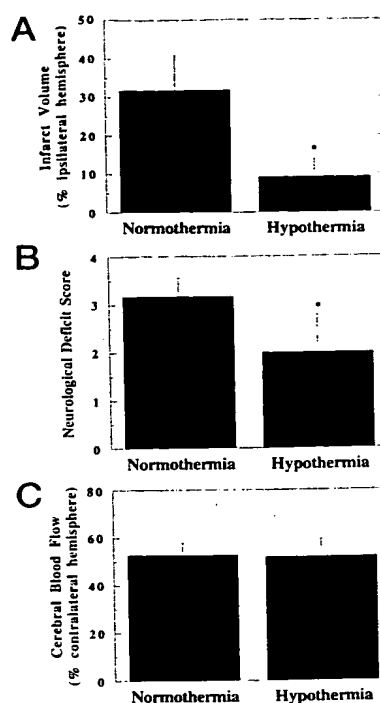 A
Infarct Volume
(% ipsilateral hemisphere)
50
40
30
20
10
0
Normothermia Hypothermia
B
Neurological Deficit Score
4
3
2
1
0
Normothermia Hypothermia
C
Cerebral Blood Flow
(% contralateral hemisphere)
80
60
40
20
0
Normothermia Hypothermia